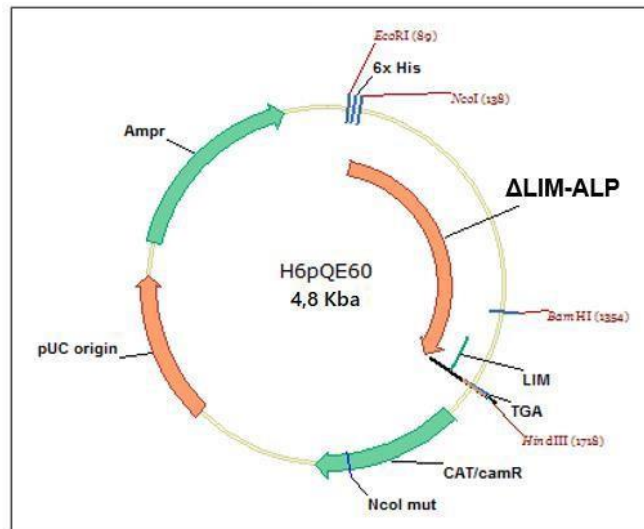 EcoRI (89)
6x His
NcoI (138)
Ampr
ΔLIM-ALP
H6pQE60
4,8 Kba
BamHI (1354)
pUC origin
LIM
TGA
HindIII (1718)
CAT/camR
NcoI mut